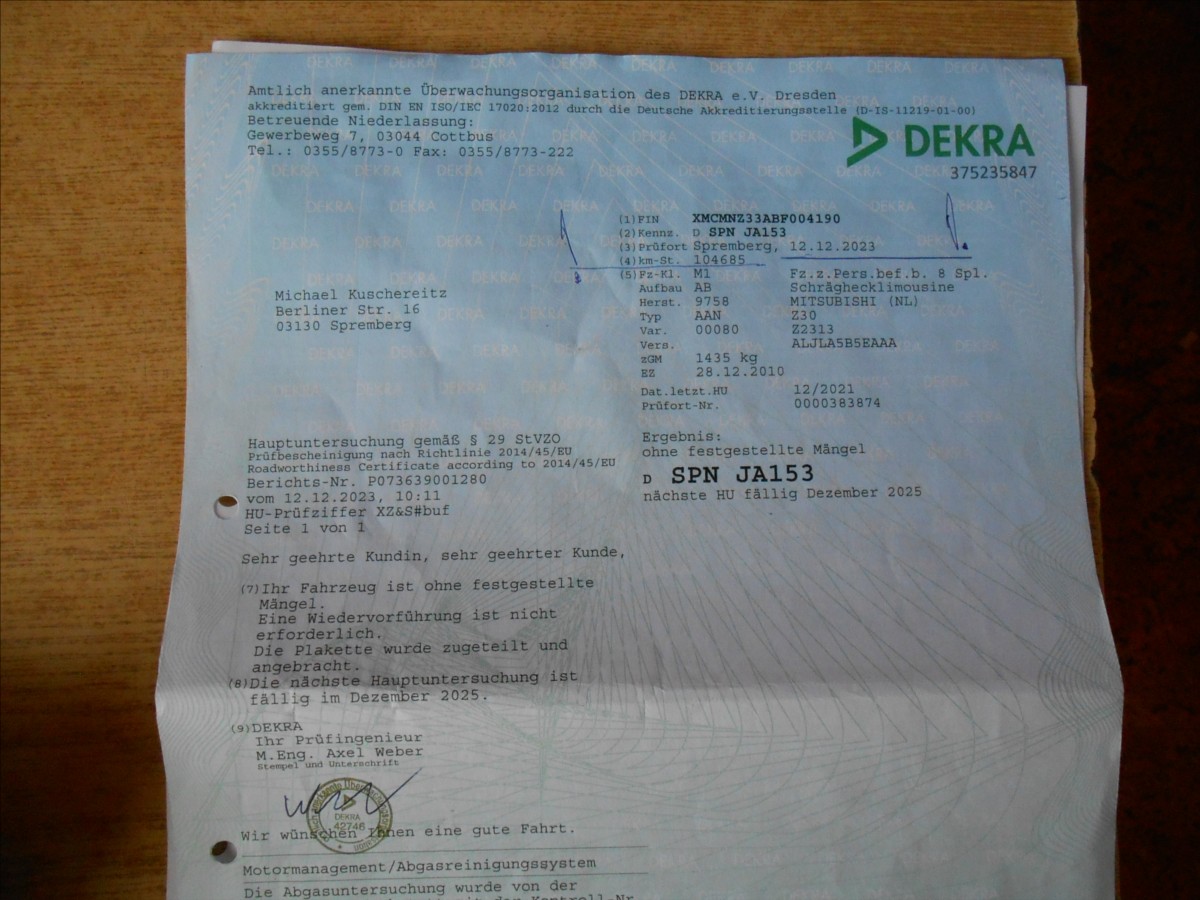 Amtlich anerkannte Überwachungsorganisation des DEKRA e.V. Dresden
akkreditiert gem. DIN EN ISO/IEC 17020:2012 durch die Deutsche Akkreditierungsstelle (D-IS-11219-01-00)
Betreuende Niederlassung:
Gewerbeweg 7, 03044 Cottbus
Tel.: 0355/8773-0 Fax: 0355/8773-222
DEKRA
375235847
(1) FIN XMCMNZ33ABF004190
(2) Kennz. D SPN JA153
(3) Prüfort Spremberg, 12.12.2023
(4) km-St. 104685
(5) Fz-Kl. M1 Fz.z.Pers.bef.b. 8 Spl.
Aufbau AB Schräghecklimousine
Herst. 9758 MITSUBISHI (NL)
Typ AAN Z30
Var. 00080 Z2313
Vers. ALJLA5B5EAAA
zGM 1435 kg
EZ 28.12.2010
Dat.letzt.HU 12/2021
Prüfort-Nr. 0000383874
Michael Kuschereitz
Berliner Str. 16
03130 Spremberg
Hauptuntersuchung gemäß § 29 StVZO
Prüfbescheinigung nach Richtlinie 2014/45/EU
Roadworthiness Certificate according to 2014/45/EU
Berichts-Nr. P073639001280
vom 12.12.2023, 10:11
HU-Prüfziffer XZ&S#buf
Seite 1 von 1
Ergebnis:
ohne festgestellte Mängel
D SPN JA153
nächste HU fällig Dezember 2025
Sehr geehrte Kundin, sehr geehrter Kunde,
(7) Ihr Fahrzeug ist ohne festgestellte
Mängel.
Eine Wiedervorführung ist nicht
erforderlich.
Die Plakette wurde zugeteilt und
angebracht.
(8) Die nächste Hauptuntersuchung ist
fällig im Dezember 2025.
(9) DEKRA
Ihr Prüfingenieur
M.Eng. Axel Weber
Stempel und Unterschrift
DEKRA
42746
Wir wünschen Ihnen eine gute Fahrt.
Motormanagement/Abgasreinigungssystem
Die Abgasuntersuchung wurde von der